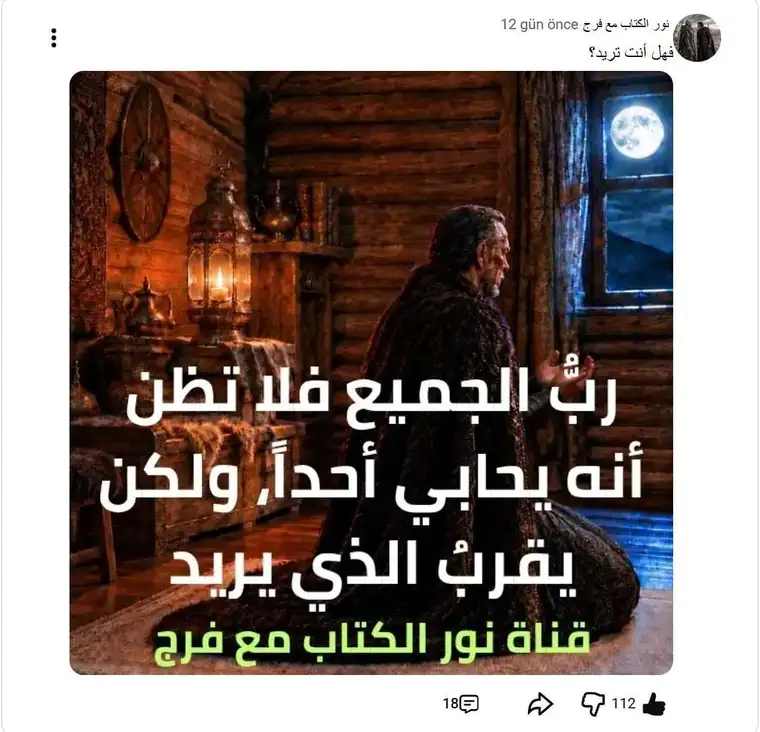 نور الكتاب مع فرج 12 gün önce
فهل أنت تريد؟
ربُّ الجميع فلا تظن
أنه يحابي أحداً، ولكن
يقربُ الذي يريد
قناة نور الكتاب مع فرج
112
18